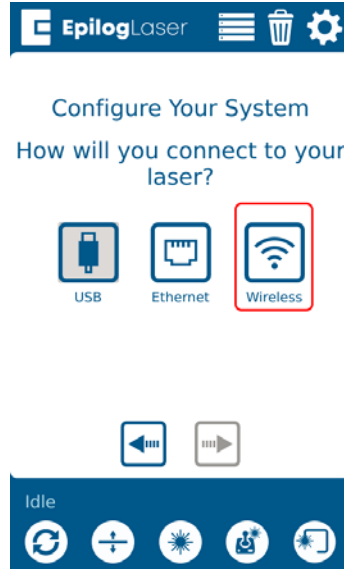 EpilogLaser
Configure Your System
How will you connect to your
laser?
USB Ethernet Wireless
Idle